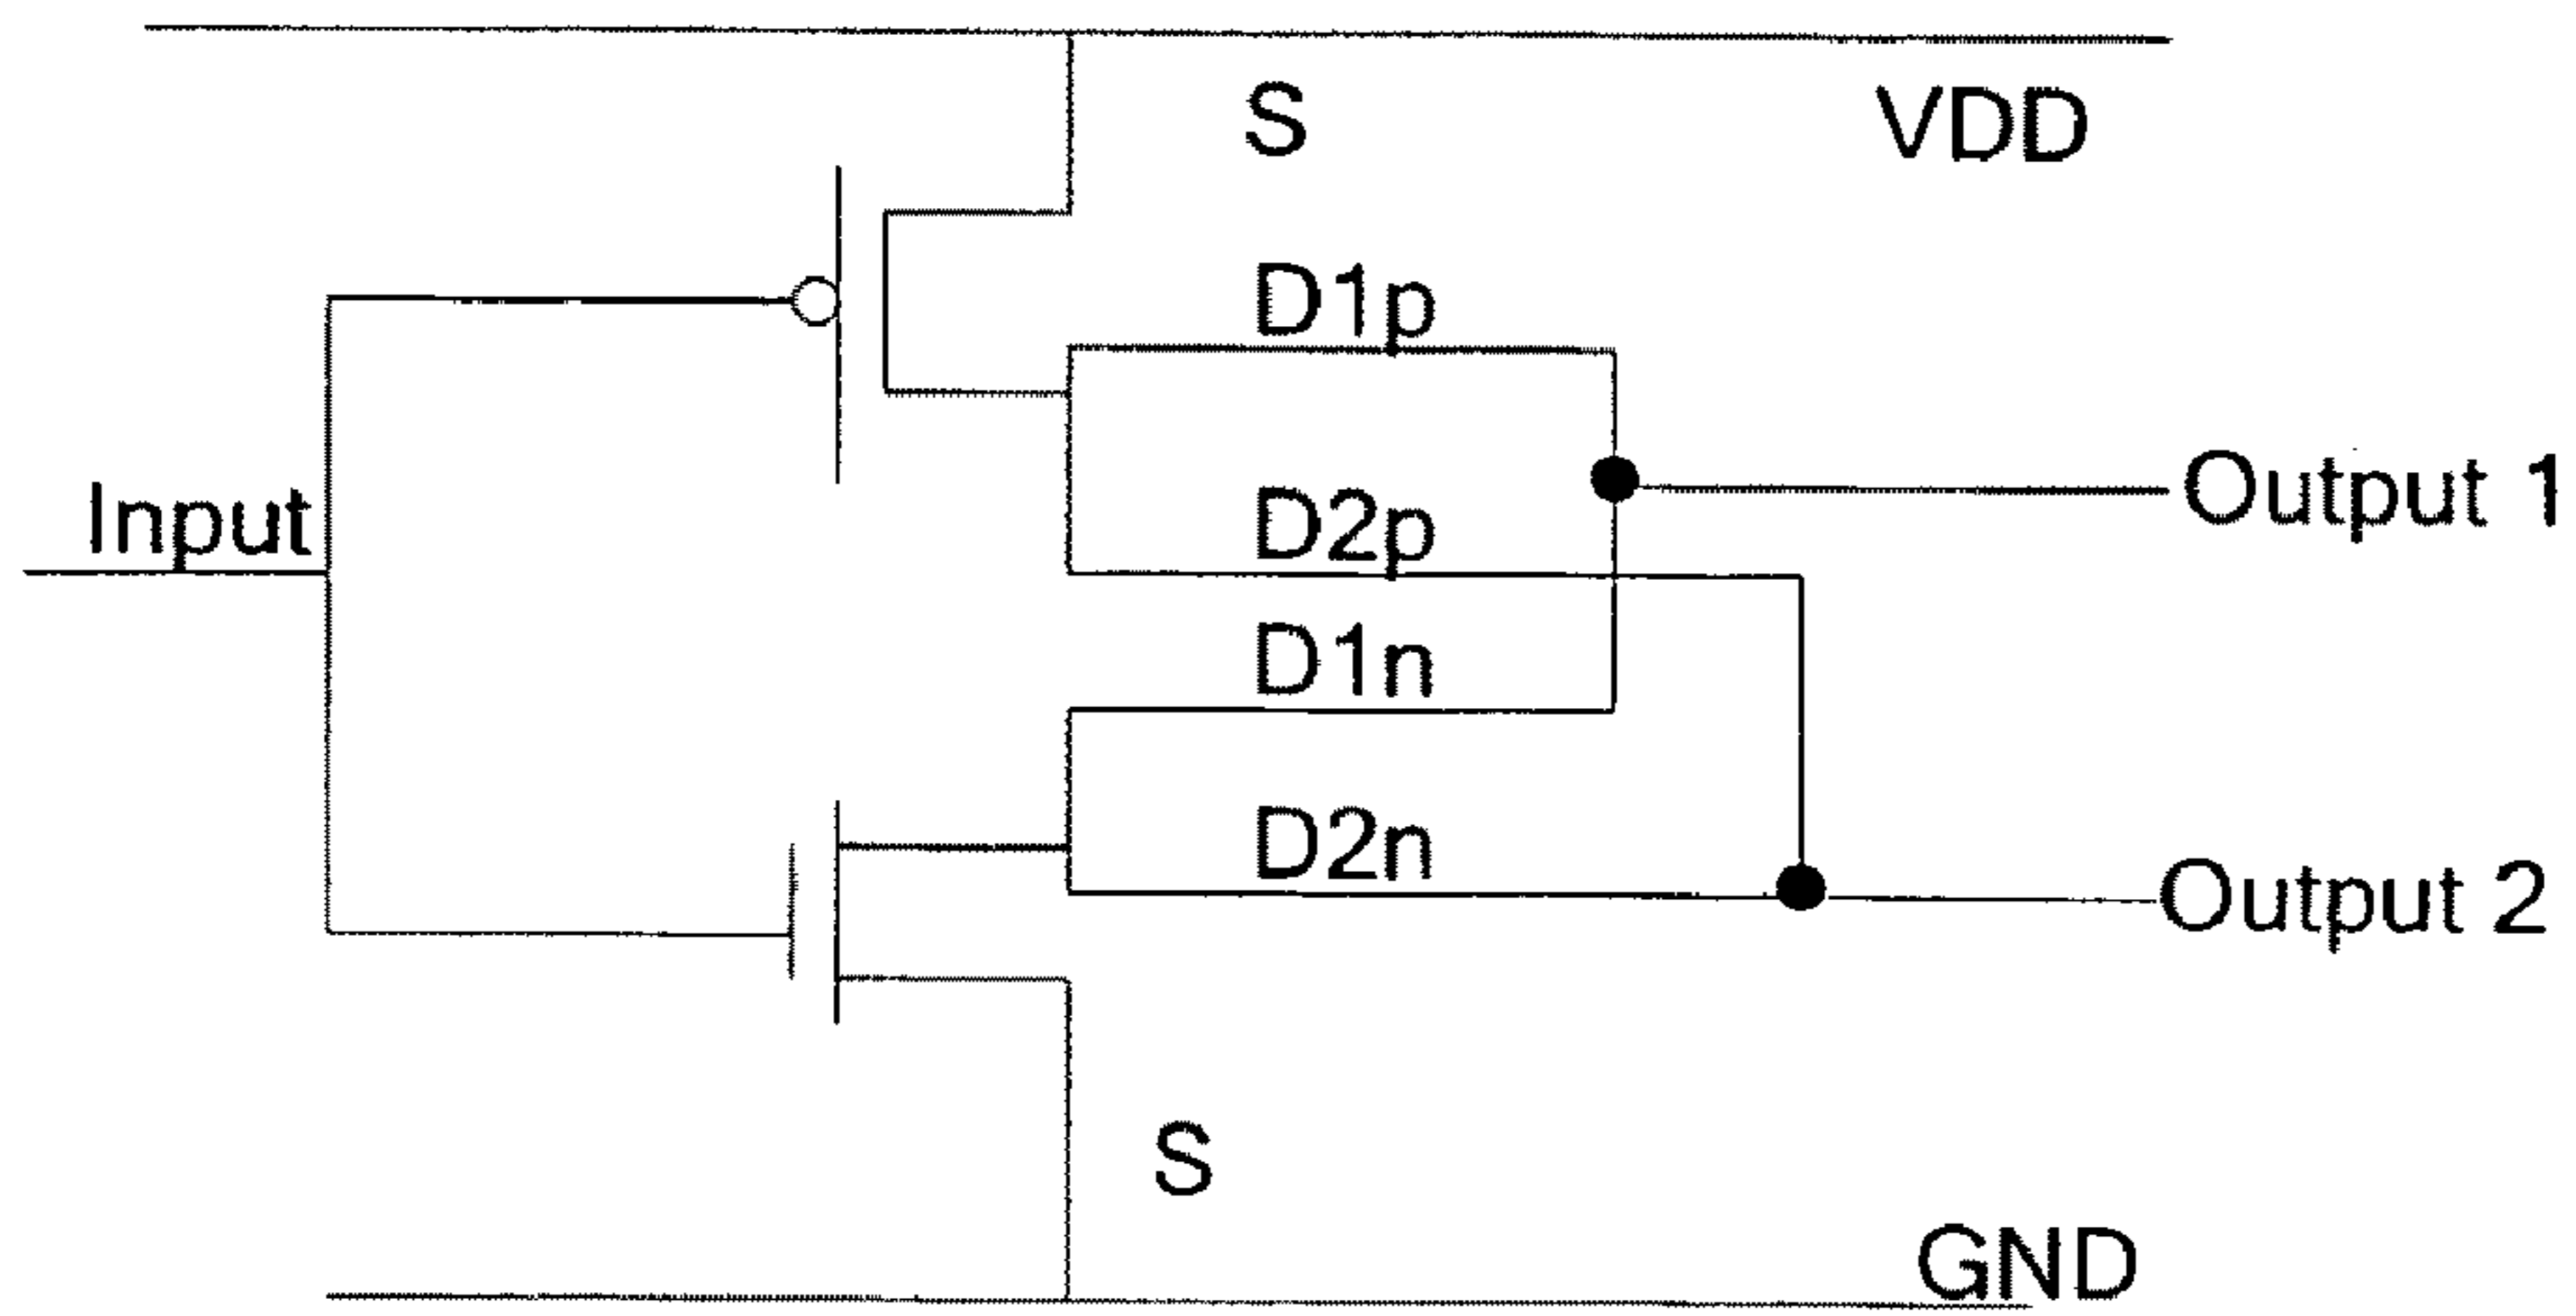 S
VDD
D1p
Input
D2p
Output 1
D1n
D2n
Output 2
S
GND